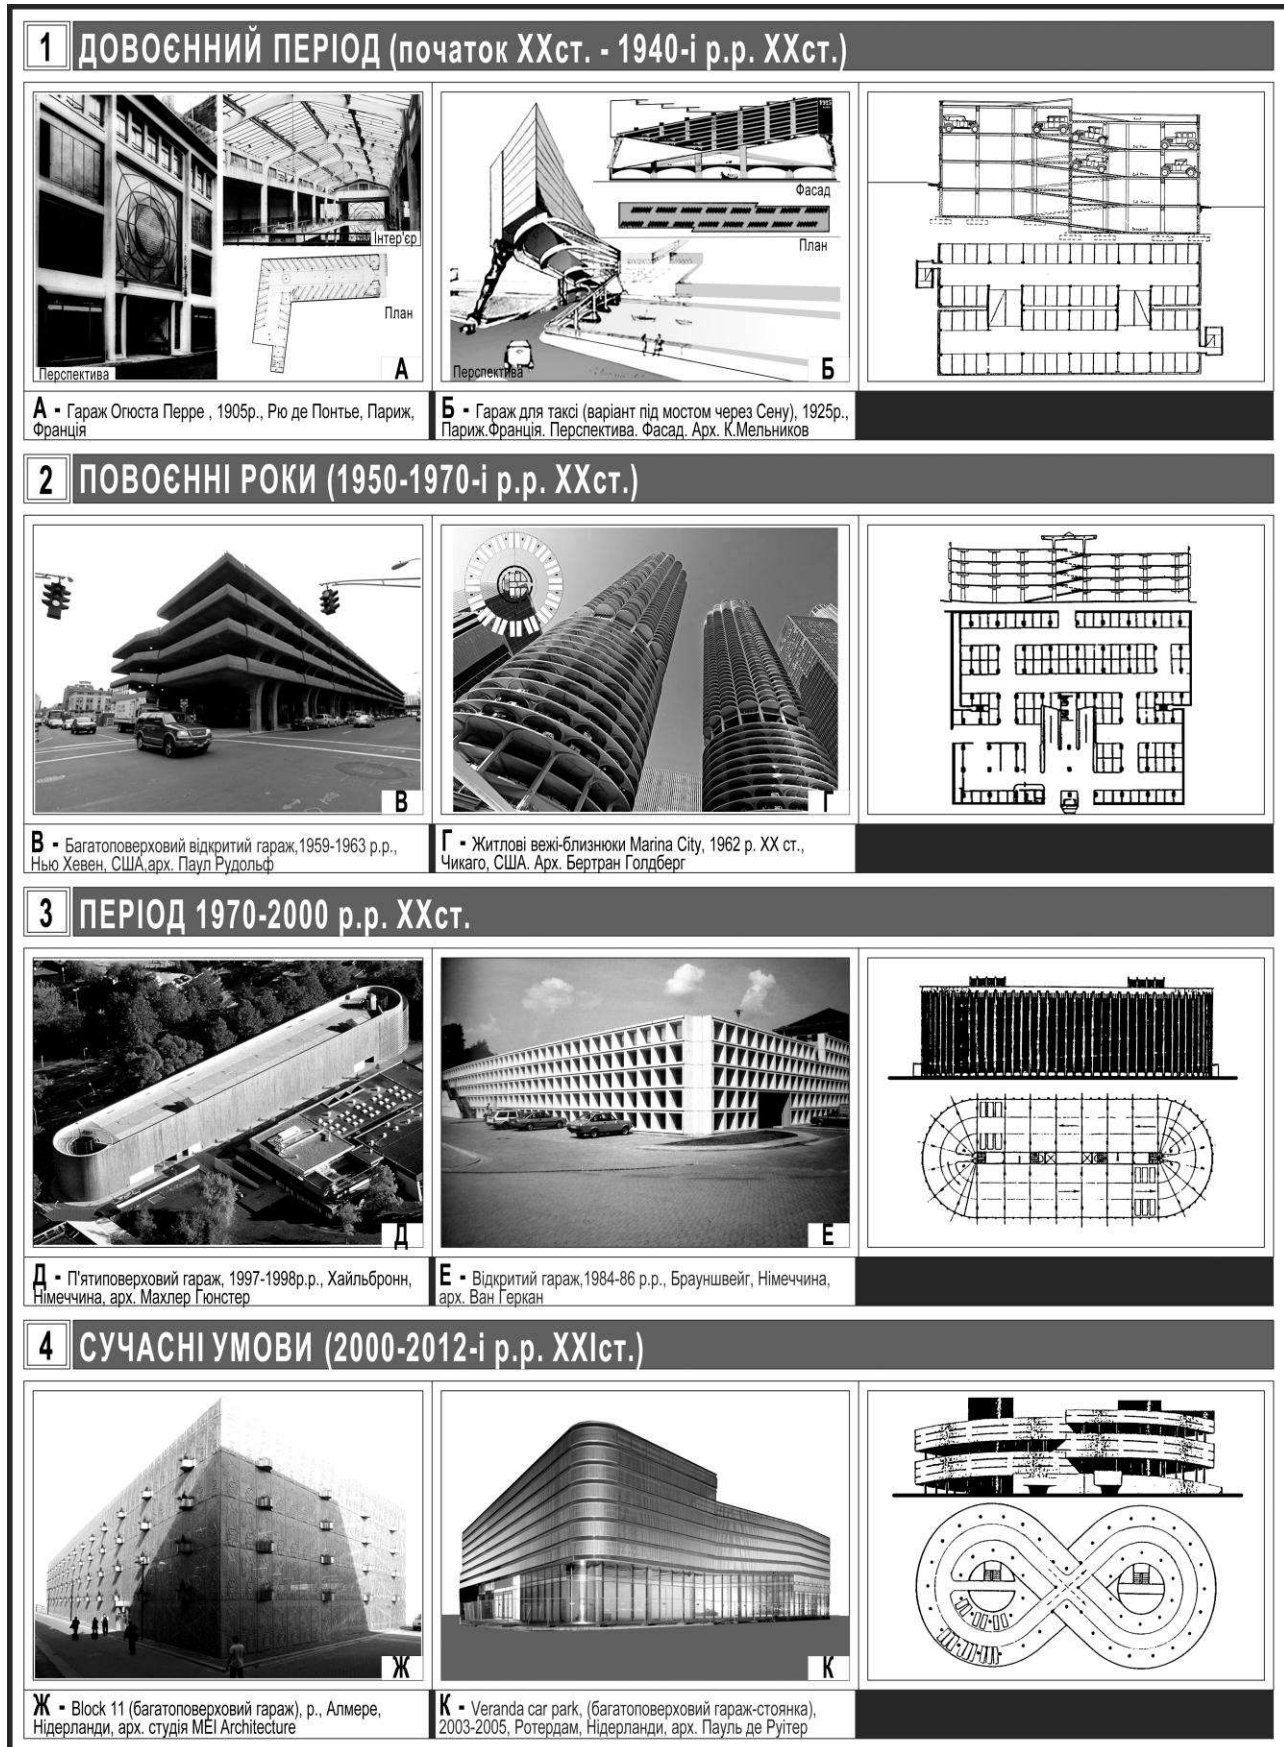 1 ДОВОЄННИЙ ПЕРІОД (початок ХХст. - 1940-і р.р. ХХст.)
Перспектива
Інтер'єр
План
А
Перспектива
Фасад
План
Б
А - Гараж Огюста Перре , 1905р., Рю де Понтье, Париж,
Франція
Б - Гараж для таксі (варіант під мостом через Сену), 1925р.,
Париж.Франція. Перспектива. Фасад. Арх. К.Мельников
2 ПОВОЄННІ РОКИ (1950-1970-і р.р. ХХст.)
В
Г
В - Багатоповерховий відкритий гараж,1959-1963 р.р.,
Нью Хевен, США,арх. Паул Рудольф
Г - Житлові вежі-близнюки Marina City, 1962 р. ХХ ст.,
Чикаго, США. Арх. Бертран Голдберг
3 ПЕРІОД 1970-2000 р.р. ХХст.
Д
Е
Д - П'ятиповерховий гараж, 1997-1998р.р., Хайльбронн,
Німеччина, арх. Махлер Гюнстер
Е - Відкритий гараж,1984-86 р.р., Брауншвейг, Німеччина,
арх. Ван Геркан
4 СУЧАСНІ УМОВИ (2000-2012-і р.р. ХХІст.)
Ж
К
Ж - Block 11 (багатоповерховий гараж), р., Алмере,
Нідерланди, арх. студія MEI Architecture
К - Veranda car park, (багатоповерховий гараж-стоянка),
2003-2005, Ротердам, Нідерланди, арх. Пауль де Руітер